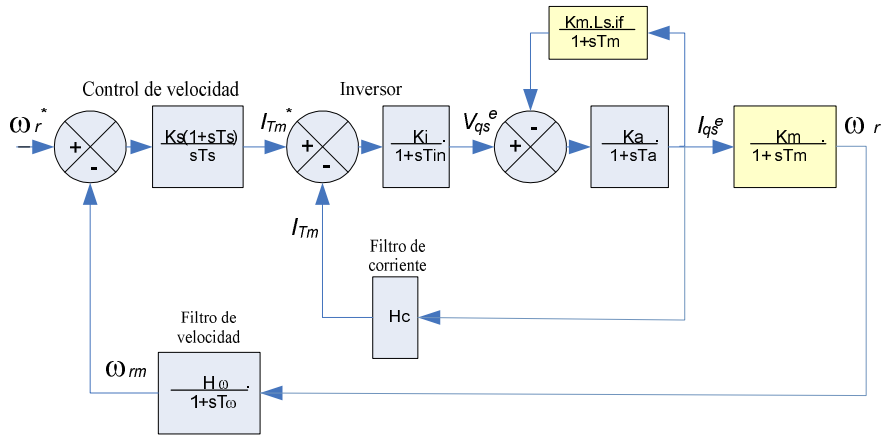 Km.Ls.if
1+sTm
Control de velocidad
Inversor
ωr*
+
-
Ks(1+sTs)
sTs
ITm*
+
-
Ki
1+sTin
Vqse
+
-
Ka
1+sTa
Iqse
Km
1+sTm
ω r
ITm
Filtro de
corriente
Hc
Filtro de
velocidad
ωrm
Hω
1+sTω